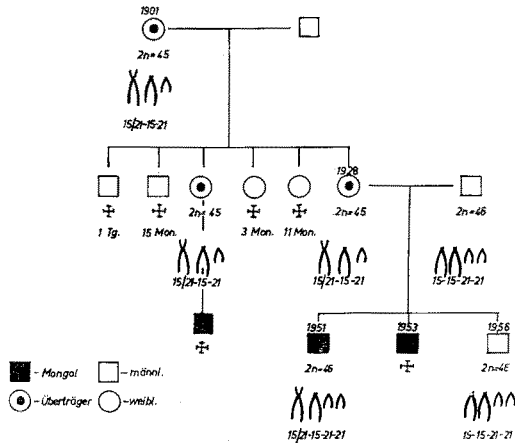 1901
2n=45
15/21-15-21
1928
1 Tg.
15 Mon.
2n=45
3 Mon.
11 Mon.
2n=45
2n=46
15/21-15-21
15/21-15-21
15-15-21-21
1951
1953
1956
2n=46
2n=46
15/21-15-21-21
15-15-21-21
- Mongol
- männl.
- Überträger
- weibl.